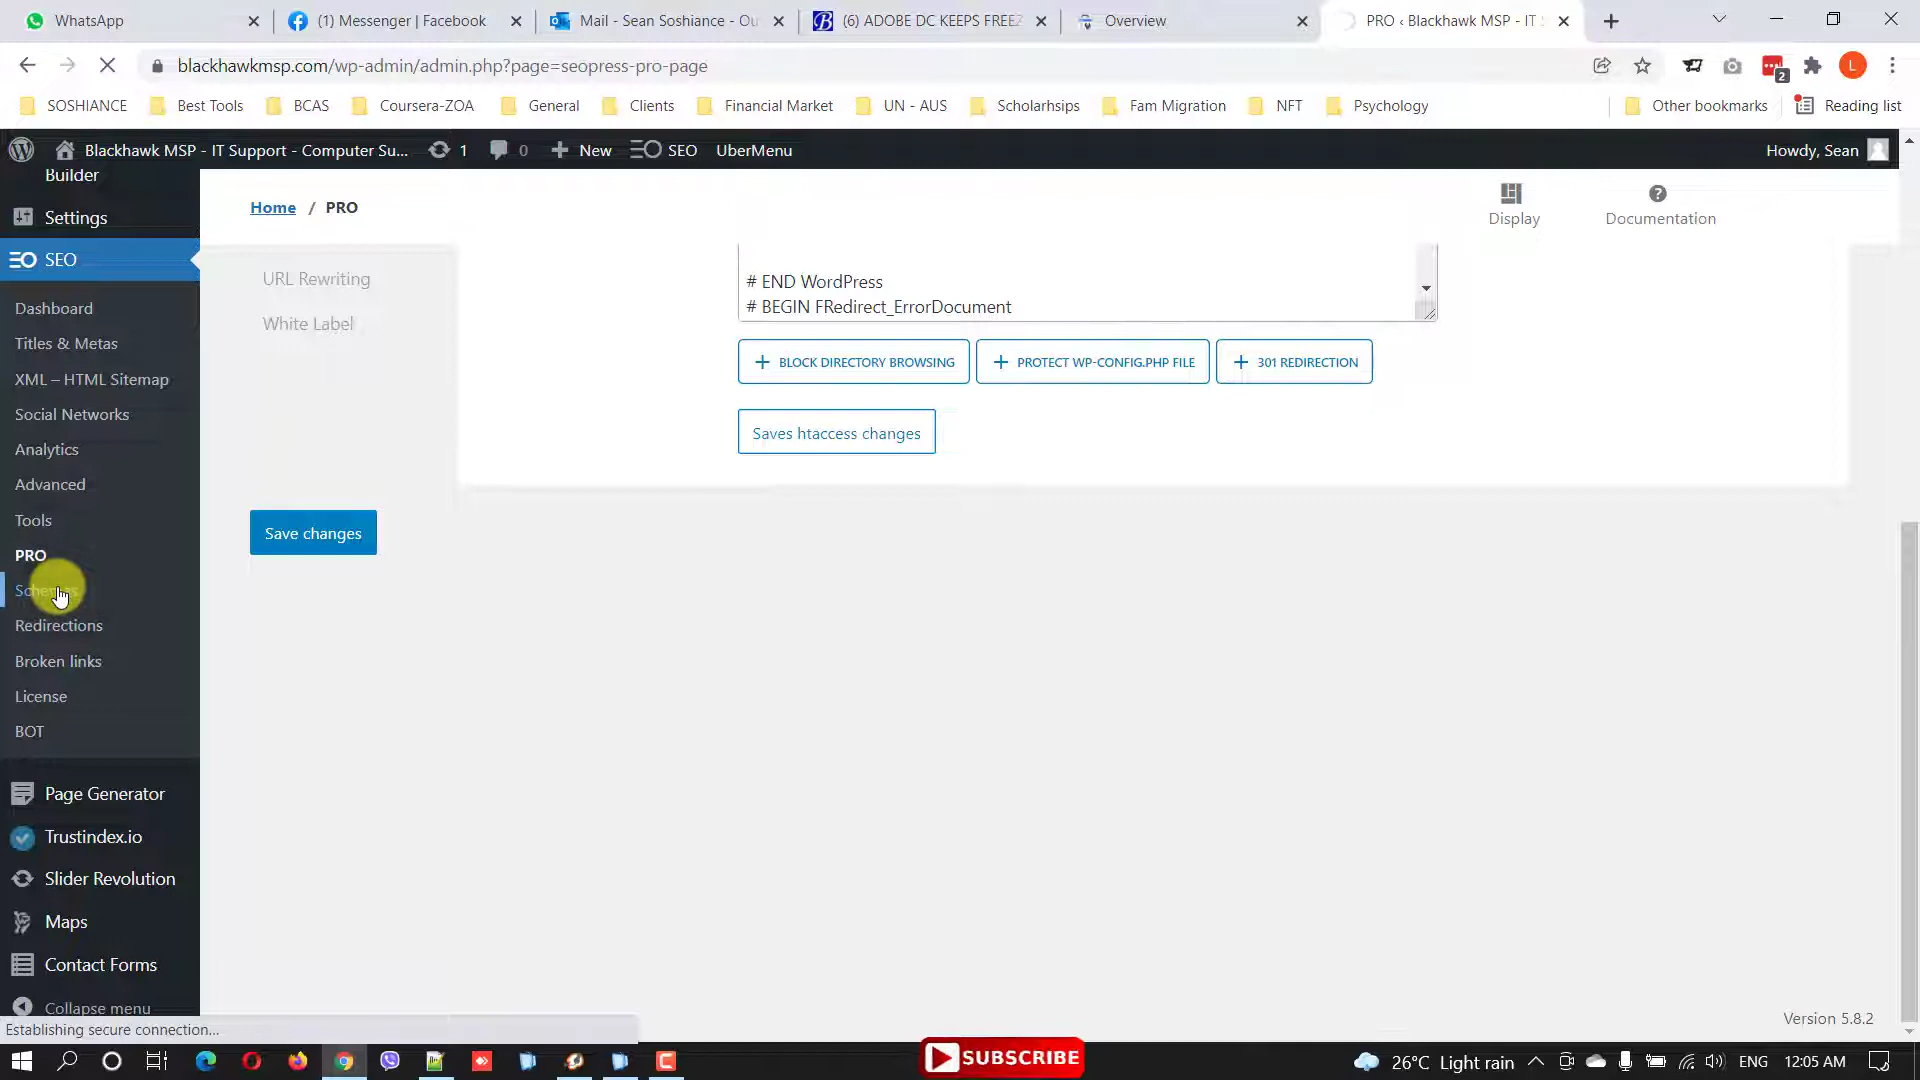 WhatsApp
(1) Messenger | Facebook
Mail - Sean Soshiance - Ou
(6) ADOBE DC KEEPS FREEZ
Overview
PRO ‹ Blackhawk MSP - IT S
blackhawkmsp.com/wp-admin/admin.php?page=seopress-pro-page
2
L
SOSHIANCE
Best Tools
BCAS
Coursera-ZOA
General
Clients
Financial Market
UN - AUS
Scholarhsips
Fam Migration
NFT
Psychology
Other bookmarks
Reading list
Blackhawk MSP - IT Support - Computer Su...
1
0
New
SEO
UberMenu
Howdy, Sean
Builder
Settings
SEO
Dashboard
Titles & Metas
XML – HTML Sitemap
Social Networks
Analytics
Advanced
Tools
PRO
Schemas
Redirections
Broken links
License
BOT
Page Generator
Trustindex.io
Slider Revolution
Maps
Contact Forms
Collapse menu
Home / PRO
Display
Documentation
URL Rewriting
White Label
# END WordPress
# BEGIN FRedirect_ErrorDocument
BLOCK DIRECTORY BROWSING
PROTECT WP-CONFIG.PHP FILE
301 REDIRECTION
Saves htaccess changes
Save changes
Version 5.8.2
Establishing secure connection...
SUBSCRIBE
26°C Light rain
ENG
12:05 AM